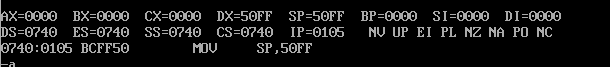 AX=0000  BX=0000  CX=0000  DX=50FF  SP=50FF  BP=0000  SI=0000  DI=0000
DS=0740  ES=0740  SS=0740  CS=0740  IP=0105   NV UP EI PL NZ NA PO NC
0740:0105 BCFF50        MOV     SP,50FF
-a